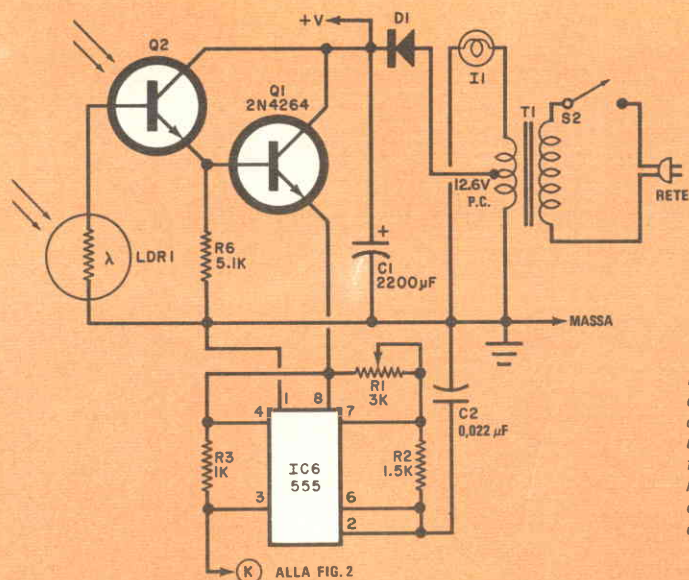 Q2
+V
D1
I1
Q1
2N4264
T1
S2
12.6V
P.C.
RETE
λ
LDR1
R6
5.1K
+
C1
2200µF
MASSA
R1
3K
C2
0,022 µF
4
1
8
7
R3
1K
IC6
555
R2
1.5K
3
6
2
K
ALLA FIG. 2